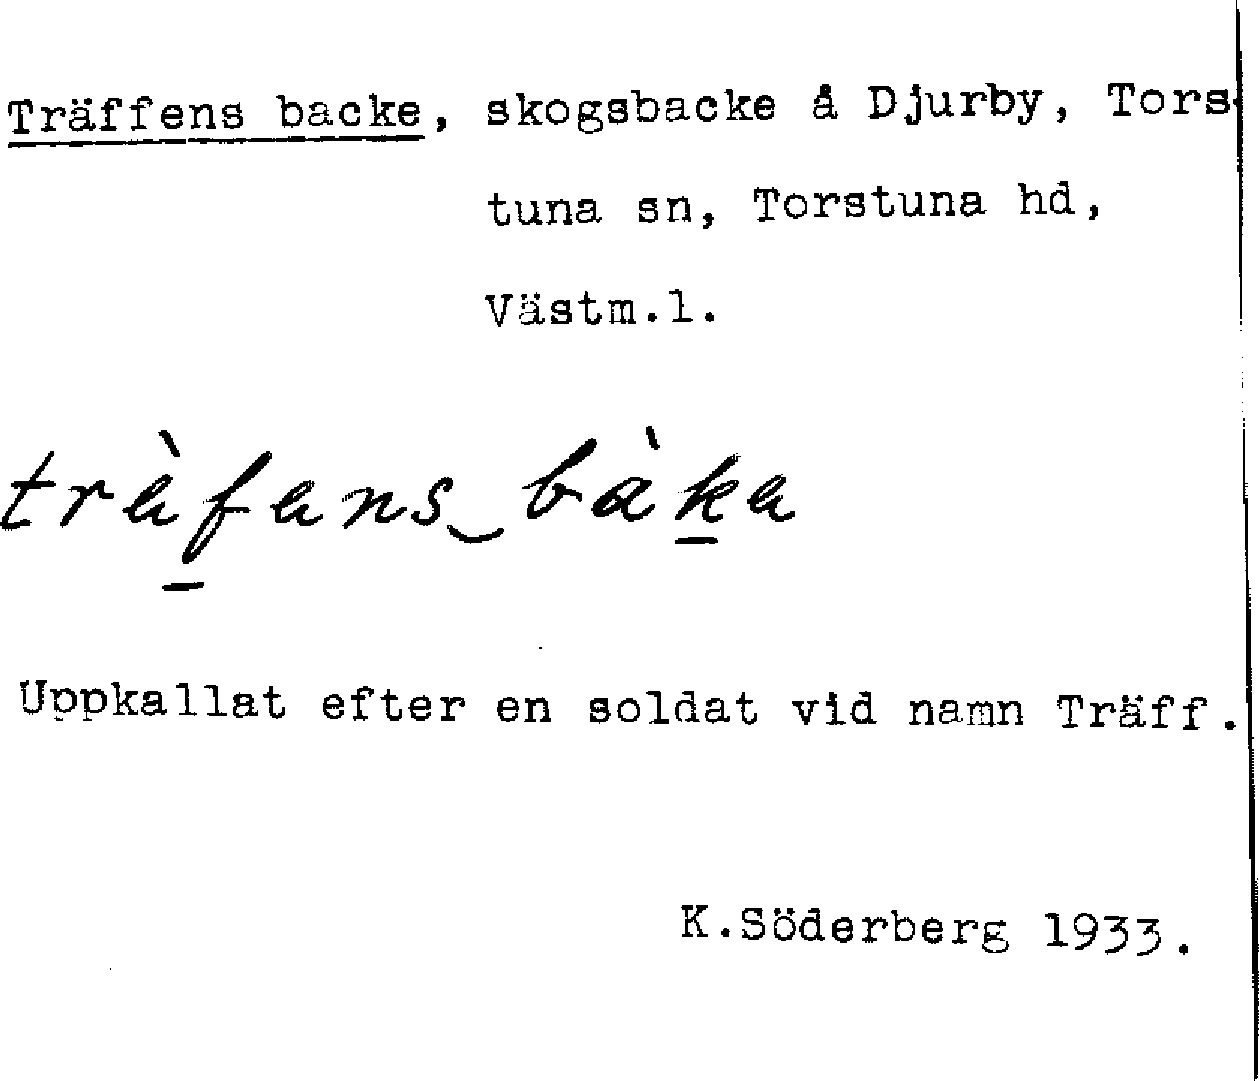 Träffens backe, skogsbacke å Djurby, Tors-
tuna sn, Torstuna hd,
Västm.l.
träfens bàka
Uppkallat efter en soldat vid namn Träff.
K.Söderberg 1933.